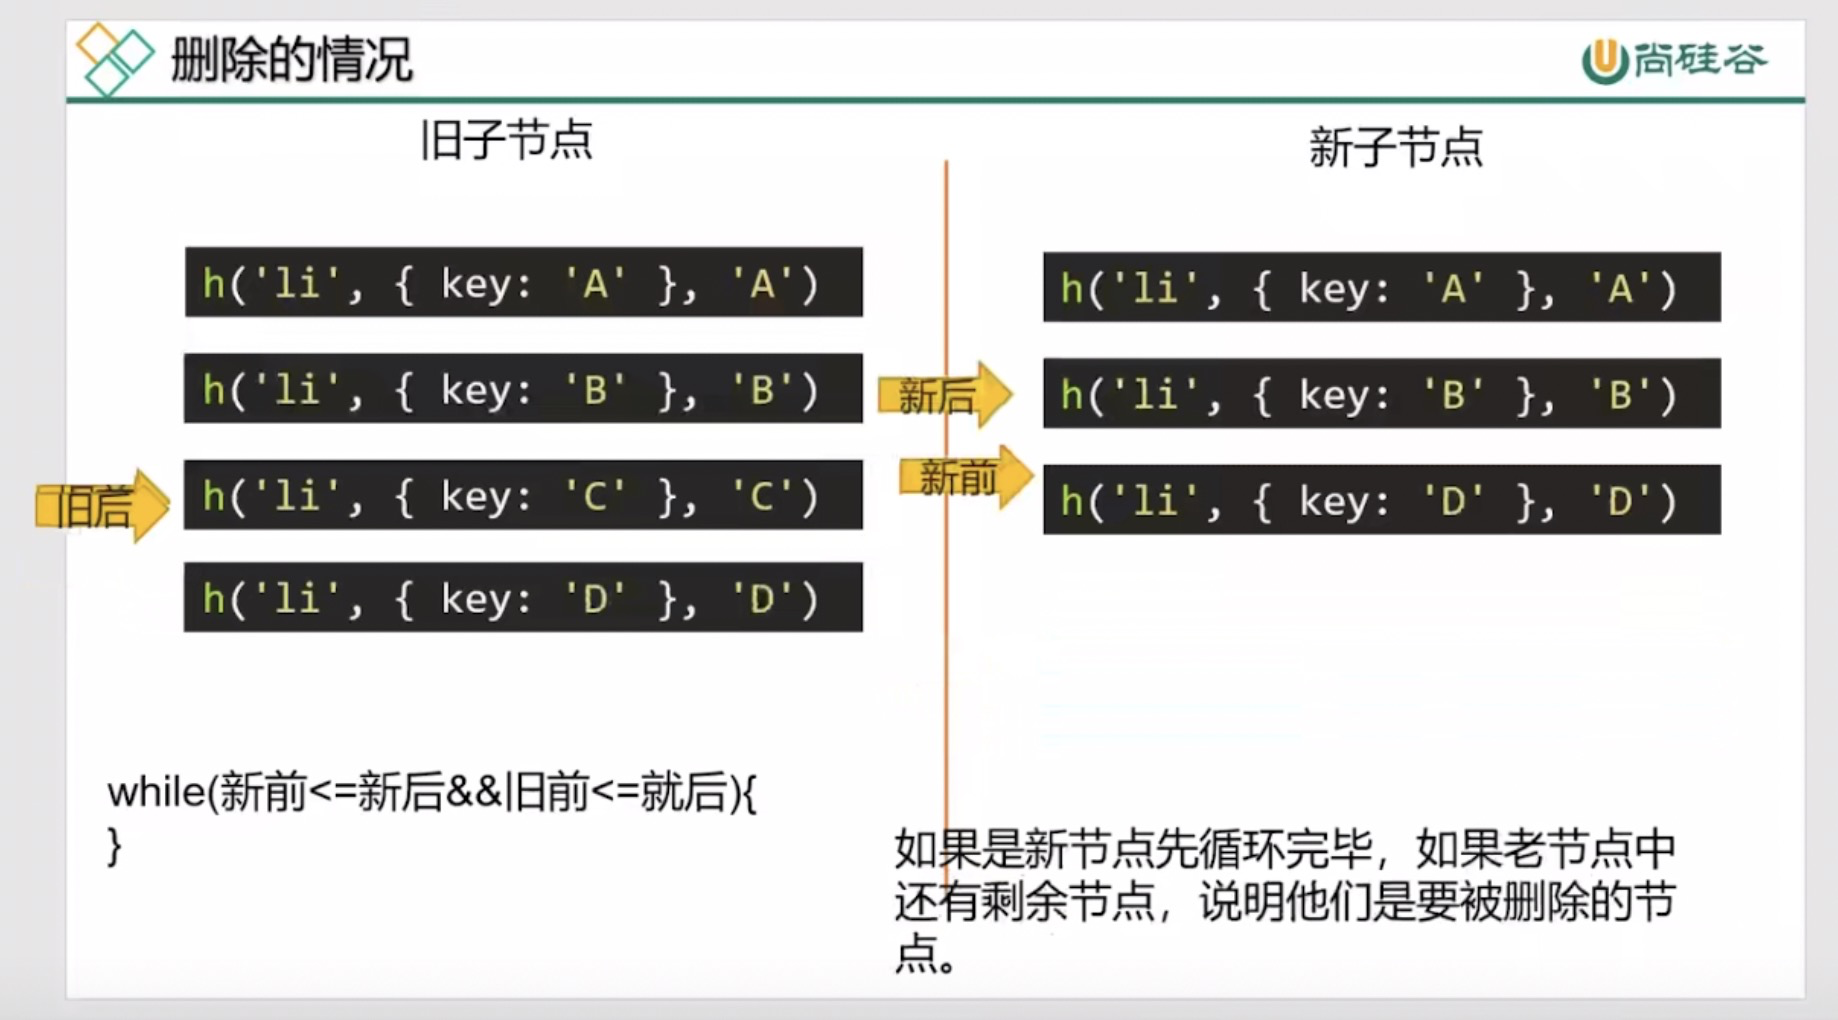 删除的情况
尚硅谷
旧子节点
新子节点
h('li', { key: 'A' }, 'A')
h('li', { key: 'B' }, 'B')
h('li', { key: 'C' }, 'C')
h('li', { key: 'D' }, 'D')
新后
新前
h('li', { key: 'A' }, 'A')
h('li', { key: 'B' }, 'B')
h('li', { key: 'D' }, 'D')
while(新前<=新后&&旧前<=就后){
}
如果是新节点先循环完毕，如果老节点中
还有剩余节点，说明他们是要被删除的节
点。